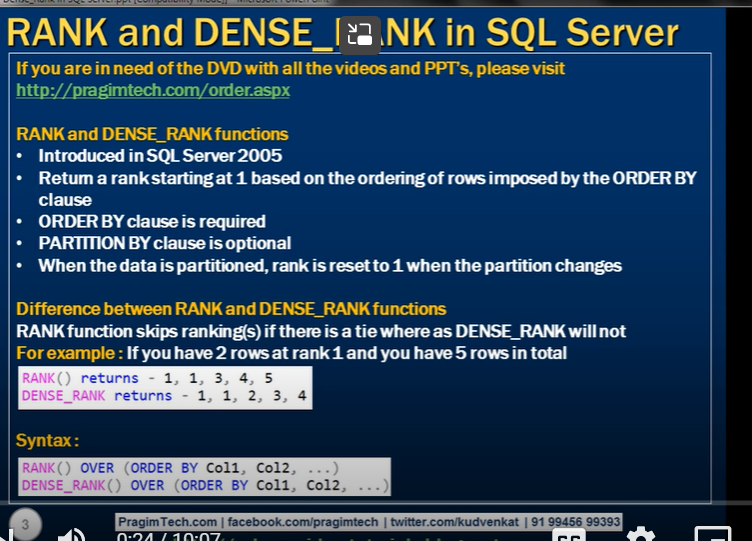 RANK and DENSE_RANK in SQL Server
If you are in need of the DVD with all the videos and PPT's, please visit
http://pragimtech.com/order.aspx
RANK and DENSE_RANK functions
• Introduced in SQL Server 2005
• Return a rank starting at 1 based on the ordering of rows imposed by the ORDER BY
clause
• ORDER BY clause is required
• PARTITION BY clause is optional
• When the data is partitioned, rank is reset to 1 when the partition changes
Difference between RANK and DENSE_RANK functions
RANK function skips ranking(s) if there is a tie where as DENSE_RANK will not
For example : If you have 2 rows at rank 1 and you have 5 rows in total
RANK() returns - 1, 1, 3, 4, 5
DENSE_RANK returns - 1, 1, 2, 3, 4
Syntax :
RANK() OVER (ORDER BY Col1, Col2, ...)
DENSE_RANK() OVER (ORDER BY Col1, Col2, ...)
3
PragimTech.com | facebook.com/pragimtech | twitter.com/kudvenkat | 91 99456 99393
0:24 / 10:07